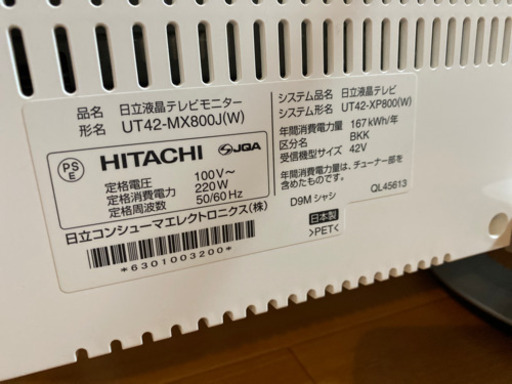 品名 日立液晶テレビモニター
形名 UT42-MX800J(W)
PS
E
HITACHI JQA
定格電圧 100V～
定格消費電力 220W
定格周波数 50/60Hz
日立コンシューマエレクトロニクス(株)
*6301003200*
システム品名 日立液晶テレビ
システム形名 UT42-XP800(W)
年間消費電力量 167kWh/年
区分名 BKK
受信機型サイズ 42V
年間消費電力量は、チューナー部を
含めたものです。
QL45613
D9Mシャシ
日本製
>PET<